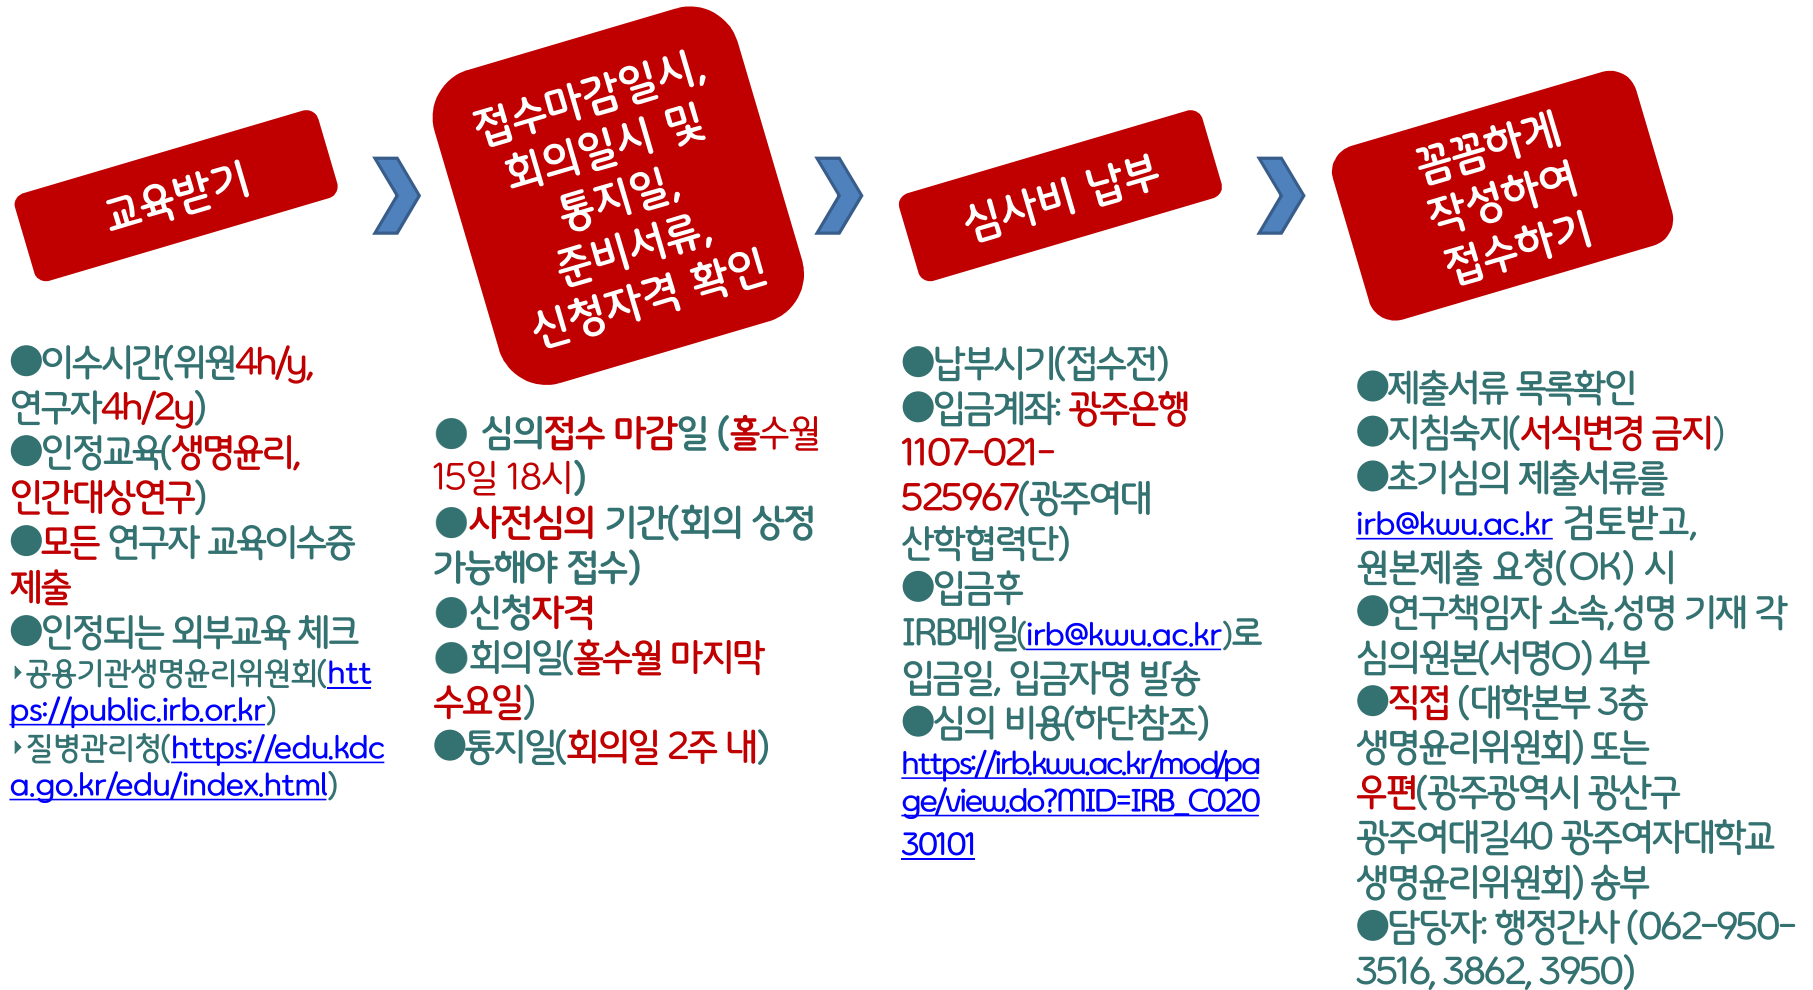 교육받기
●이수시간(위원4h/y,
연구자4h/2y)
●인정교육(생명윤리,
인간대상연구)
●모든 연구자 교육이수증
제출
●인정되는 외부교육 체크
▸공용기관생명윤리위원회(htt
ps://public.irb.or.kr)
▸질병관리청(https://edu.kdc
a.go.kr/edu/index.html)
접수마감일시,
회의일시 및
통지일,
준비서류,
신청자격 확인
● 심의접수 마감일 (홀수월
15일 18시)
●사전심의 기간(회의 상정
가능해야 접수)
●신청자격
●회의일(홀수월 마지막
수요일)
●통지일(회의일 2주 내)
심사비 납부
●납부시기(접수전)
●입금계좌: 광주은행
1107-021-
525967(광주여대
산학협력단)
●입금후
IRB메일(irb@kwu.ac.kr)로
입금일, 입금자명 발송
●심의 비용(하단참조)
https://irb.kwu.ac.kr/mod/pa
ge/view.do?MID=IRB_C020
30101
꼼꼼하게
작성하여
접수하기
●제출서류 목록확인
●지침숙지(서식변경 금지)
●초기심의 제출서류를
irb@kwu.ac.kr 검토받고,
원본제출 요청(OK) 시
●연구책임자 소속,성명 기재 각
심의원본(서명O) 4부
●직접 (대학본부 3층
생명윤리위원회) 또는
우편(광주광역시 광산구
광주여대길40 광주여자대학교
생명윤리위원회) 송부
●담당자: 행정간사 (062-950-
3516, 3862, 3950)